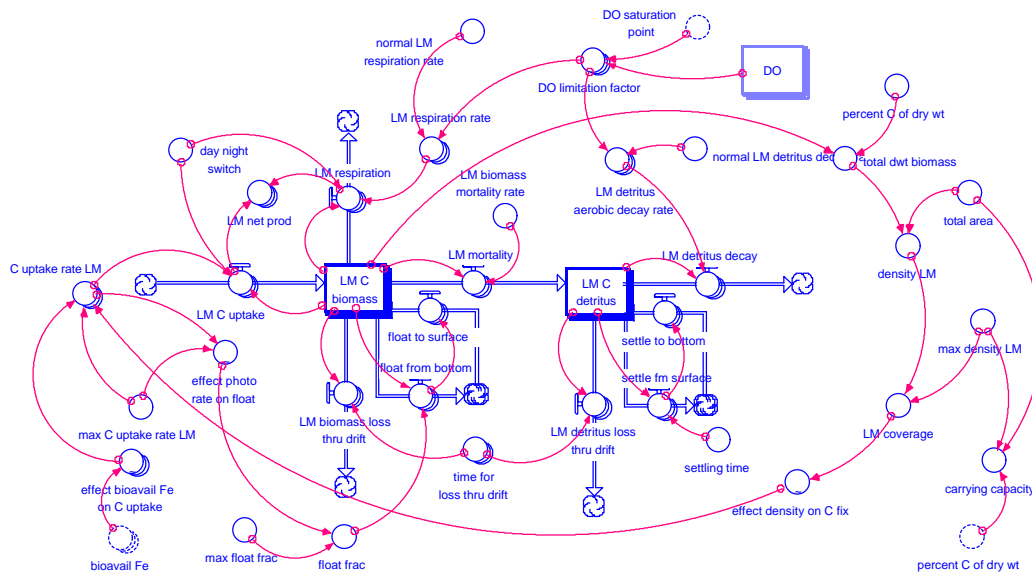 DO saturation
point
normal LM
respiration rate
DO
DO limitation factor
percent C of dry wt
LM respiration rate
day night
switch
LM respiration
LM biomass
mortality rate
normal LM detritus dec
total dwt biomass
LM detritus
aerobic decay rate
LM net prod
total area
C uptake rate LM
LM mortality
LM detritus decay
density LM
LM C
biomass
LM C
detritus
LM C uptake
float to surface
settle to bottom
max density LM
effect photo
rate on float
float from bottom
settle fm surface
max C uptake rate LM
LM biomass loss
thru drift
LM detritus loss
thru drift
LM coverage
time for
loss thru drift
settling time
effect bioavail Fe
on C uptake
effect density on C fix
carrying capacity
bioavail Fe
max float frac
float frac
percent C of dry wt